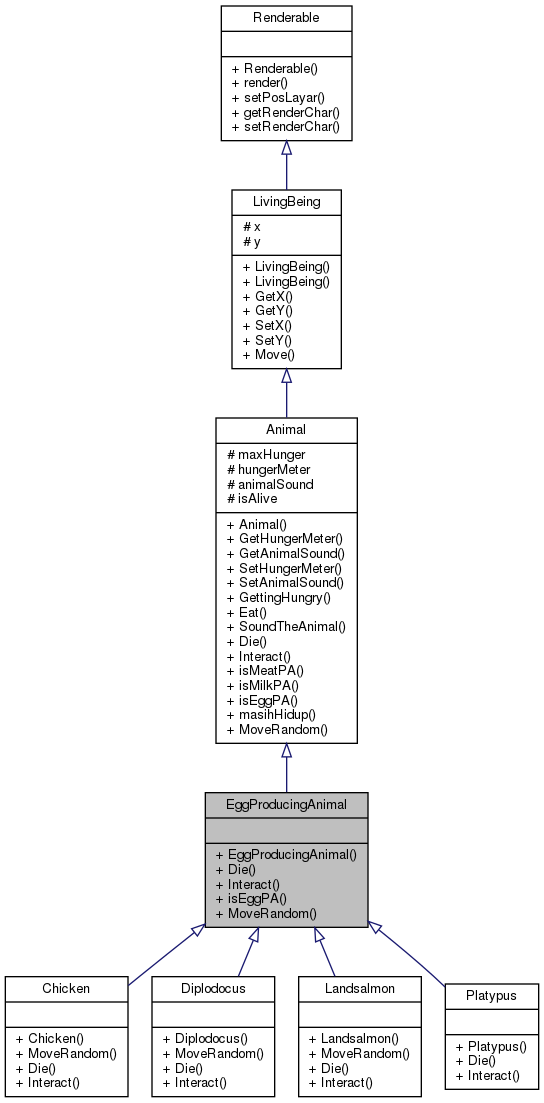 Renderable
+ Renderable()
+ render()
+ setPosLayar()
+ getRenderChar()
+ setRenderChar()
LivingBeing
# x
# y
+ LivingBeing()
+ LivingBeing()
+ GetX()
+ GetY()
+ SetX()
+ SetY()
+ Move()
Animal
# maxHunger
# hungerMeter
# animalSound
# isAlive
+ Animal()
+ GetHungerMeter()
+ GetAnimalSound()
+ SetHungerMeter()
+ SetAnimalSound()
+ GettingHungry()
+ Eat()
+ SoundTheAnimal()
+ Die()
+ Interact()
+ isMeatPA()
+ isMilkPA()
+ isEggPA()
+ masihHidup()
+ MoveRandom()
EggProducingAnimal
+ EggProducingAnimal()
+ Die()
+ Interact()
+ isEggPA()
+ MoveRandom()
Chicken
+ Chicken()
+ MoveRandom()
+ Die()
+ Interact()
Diplodocus
+ Diplodocus()
+ MoveRandom()
+ Die()
+ Interact()
Landsalmon
+ Landsalmon()
+ MoveRandom()
+ Die()
+ Interact()
Platypus
+ Platypus()
+ Die()
+ Interact()